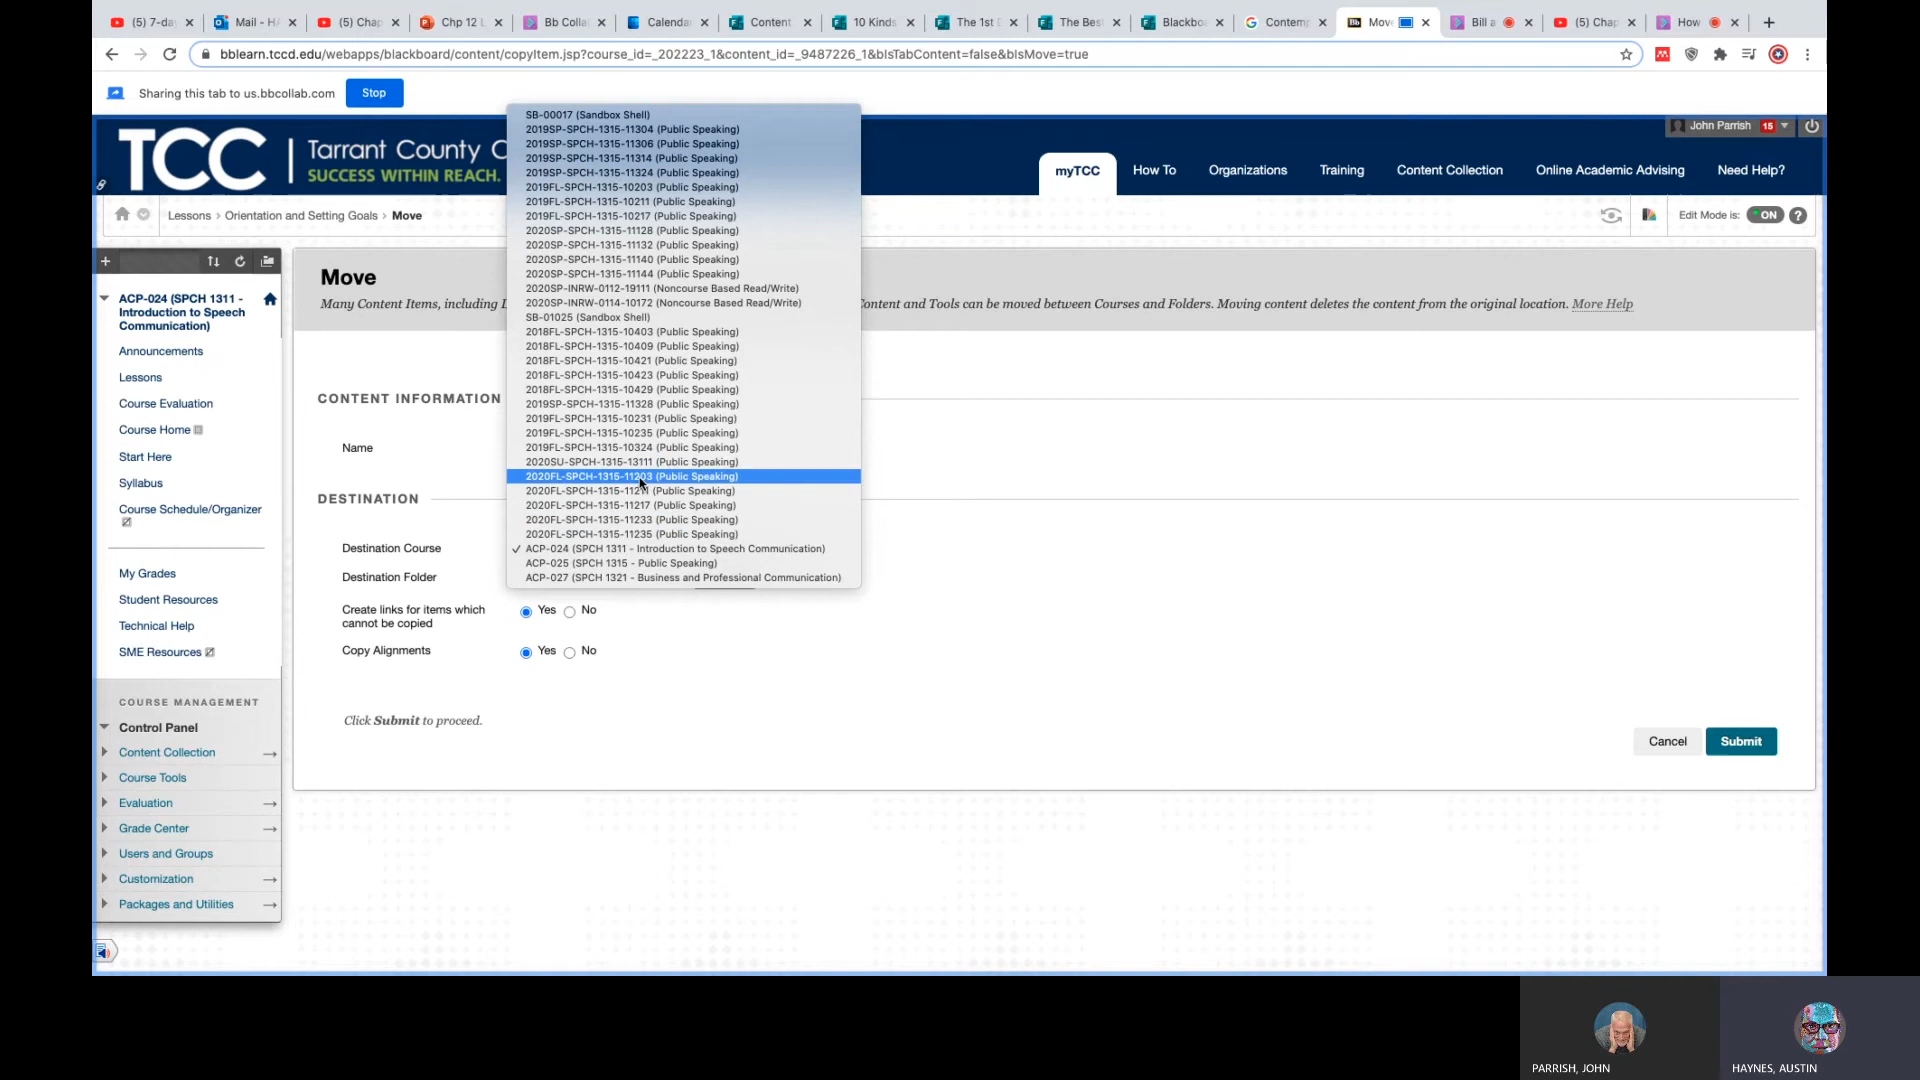 (5) 7-da
Mail - H
(5) Chap
Chp 12 L
Bb Colla
Calenda
Content
10 Kinds
The 1st
The Best
Blackboa
Contemp
Move
Bill a
(5) Chap
How
bblearn.tccd.edu/webapps/blackboard/content/copyItem.jsp?course_id=_202223_1&content_id=_9487226_1&blsTabContent=false&blsMove=true
Sharing this tab to us.bbcollab.com
Stop
TCC
Tarrant County C
SUCCESS WITHIN REACH.
John Parrish 15
myTCC
How To
Organizations
Training
Content Collection
Online Academic Advising
Need Help?
Lessons > Orientation and Setting Goals > Move
Edit Mode is: ON ?
ACP-024 (SPCH 1311 -
Introduction to Speech
Communication)
Announcements
Lessons
Course Evaluation
Course Home
Start Here
Syllabus
Course Schedule/Organizer
My Grades
Student Resources
Technical Help
SME Resources
COURSE MANAGEMENT
Control Panel
Content Collection
Course Tools
Evaluation
Grade Center
Users and Groups
Customization
Packages and Utilities
Move
Many Content Items, including
Content and Tools can be moved between Courses and Folders. Moving content deletes the content from the original location. More Help
CONTENT INFORMATION
Name
DESTINATION
Destination Course
SB-00017 (Sandbox Shell)
2019SP-SPCH-1315-11304 (Public Speaking)
2019SP-SPCH-1315-11306 (Public Speaking)
2019SP-SPCH-1315-11314 (Public Speaking)
2019SP-SPCH-1315-11324 (Public Speaking)
2019FL-SPCH-1315-10203 (Public Speaking)
2019FL-SPCH-1315-10211 (Public Speaking)
2019FL-SPCH-1315-10217 (Public Speaking)
2020SP-SPCH-1315-11128 (Public Speaking)
2020SP-SPCH-1315-11132 (Public Speaking)
2020SP-SPCH-1315-11140 (Public Speaking)
2020SP-SPCH-1315-11144 (Public Speaking)
2020SP-INRW-0112-19111 (Noncourse Based Read/Write)
2020SP-INRW-0114-10172 (Noncourse Based Read/Write)
SB-01025 (Sandbox Shell)
2018FL-SPCH-1315-10403 (Public Speaking)
2018FL-SPCH-1315-10409 (Public Speaking)
2018FL-SPCH-1315-10421 (Public Speaking)
2018FL-SPCH-1315-10423 (Public Speaking)
2018FL-SPCH-1315-10429 (Public Speaking)
2019SP-SPCH-1315-11328 (Public Speaking)
2019FL-SPCH-1315-10231 (Public Speaking)
2019FL-SPCH-1315-10235 (Public Speaking)
2019FL-SPCH-1315-10324 (Public Speaking)
2020SU-SPCH-1315-13111 (Public Speaking)
2020FL-SPCH-1315-11203 (Public Speaking)
2020FL-SPCH-1315-11211 (Public Speaking)
2020FL-SPCH-1315-11217 (Public Speaking)
2020FL-SPCH-1315-11233 (Public Speaking)
2020FL-SPCH-1315-11235 (Public Speaking)
✓ ACP-024 (SPCH 1311 - Introduction to Speech Communication)
ACP-025 (SPCH 1315 - Public Speaking)
ACP-027 (SPCH 1321 - Business and Professional Communication)
Destination Folder
Create links for items which
cannot be copied
Yes No
Copy Alignments
Yes No
Click Submit to proceed.
Cancel
Submit
PARRISH, JOHN
HAYNES, AUSTIN